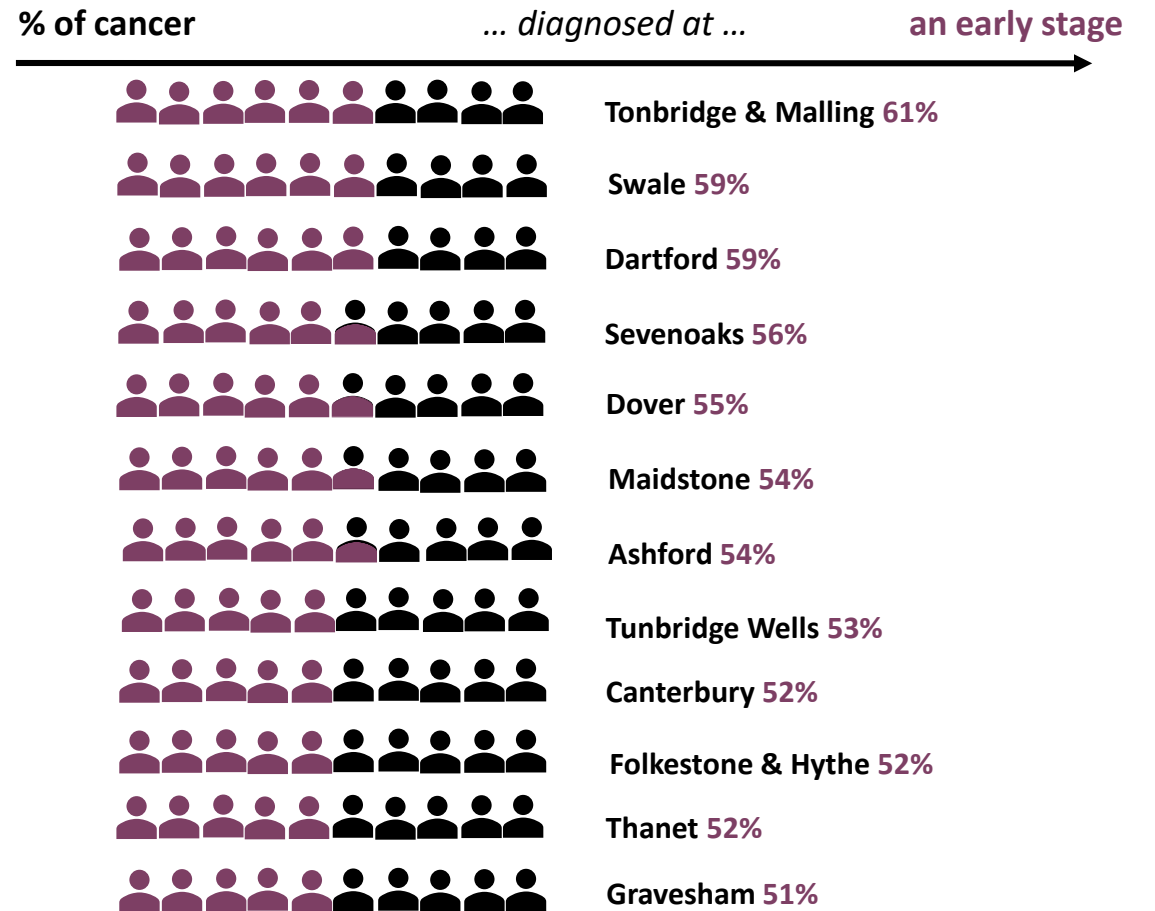 % of cancer … diagnosed at … an early stage
Tonbridge & Malling 61%
Swale 59%
Dartford 59%
Sevenoaks 56%
Dover 55%
Maidstone 54%
Ashford 54%
Tunbridge Wells 53%
Canterbury 52%
Folkestone & Hythe 52%
Thanet 52%
Gravesham 51%